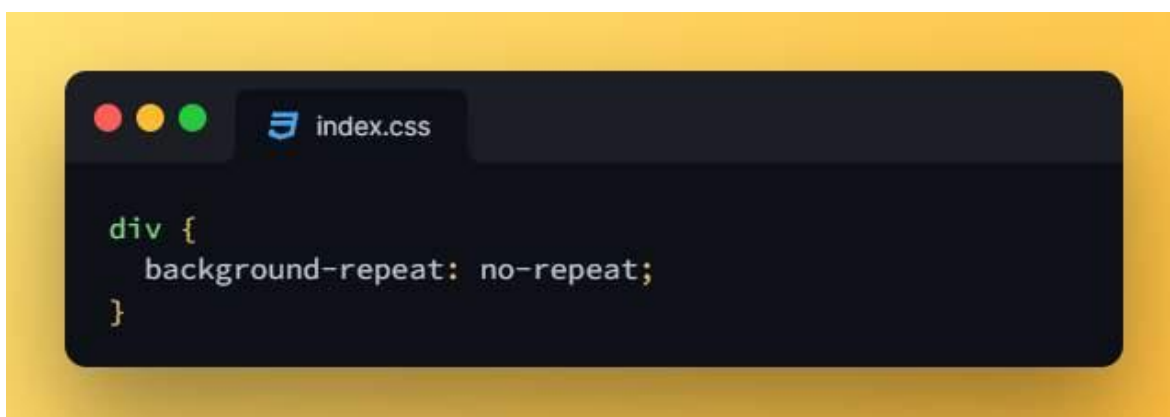 index.css
div {
  background-repeat: no-repeat;
}